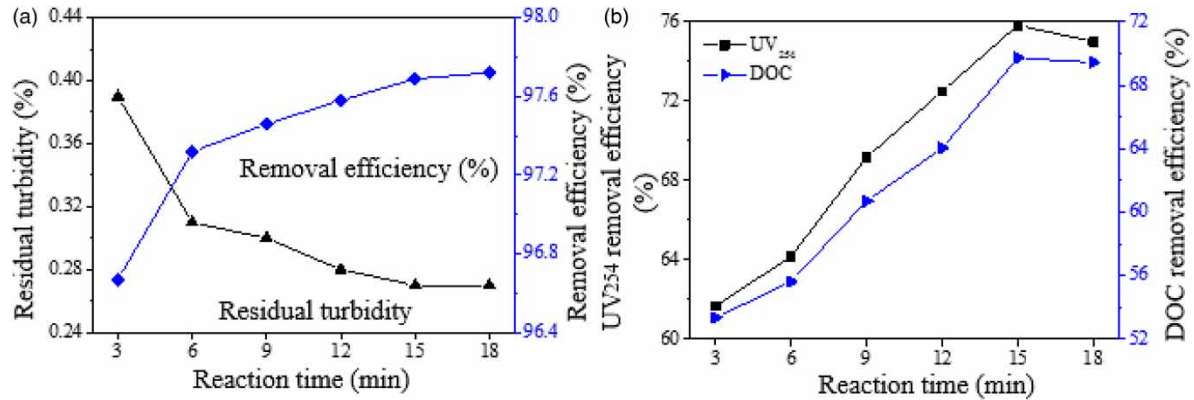 (a)
0.44
0.40
0.36
0.32
0.28
0.24
Residual turbidity (%)
3 6 9 12 15 18
Reaction time (min)
Removal efficiency (%)
Residual turbidity
98.0
97.6
97.2
96.8
96.4
Removal efficiency (%)
(b)
76
72
68
64
60
UV254 removal efficiency
(%)
UV254
DOC
3 6 9 12 15 18
Reaction time (min)
72
68
64
60
56
52
DOC removal efficiency (%)